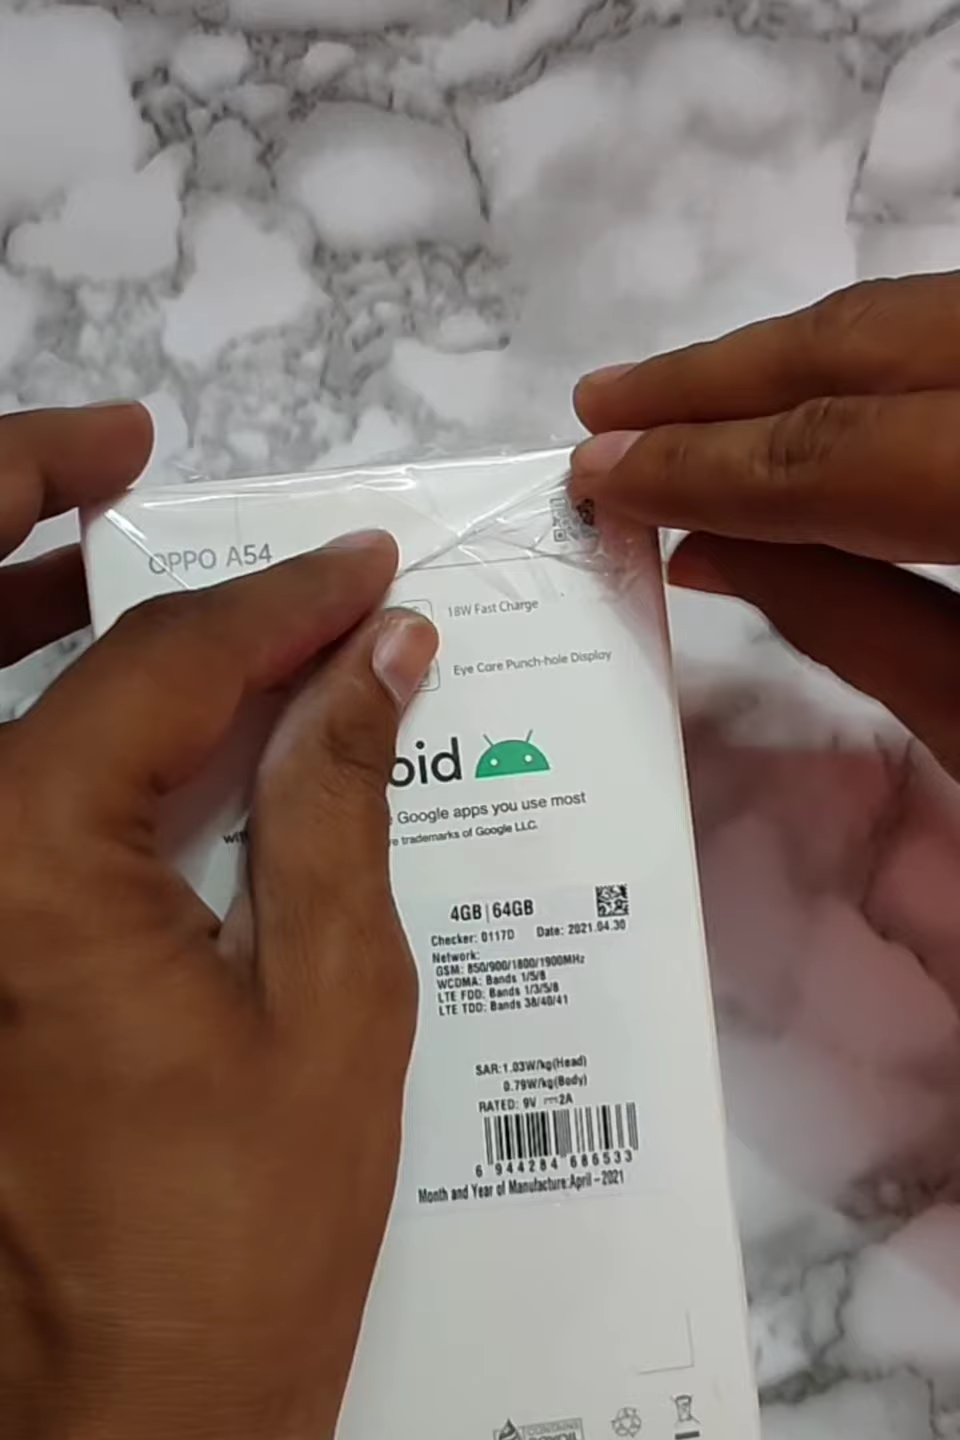 OPPO A54
18W Fast Charge
Eye Care Punch-hole Display
oid
Google apps you use most
trademarks of Google LLC.
4GB|64GB
Checker: 0117D Date: 2021.04.30
Network:
GSM: 850/900/1800/1900MHz
WCDMA: Bands 1/5/8
LTE FDD: Bands 1/3/5/8
LTE TDD: Bands 38/40/41
SAR:1.03W/kg(Head)
0.79W/kg(Body)
RATED: 9V ⎓2A
6 944284 686533
Month and Year of Manufacture:April-2021
CONTAINS